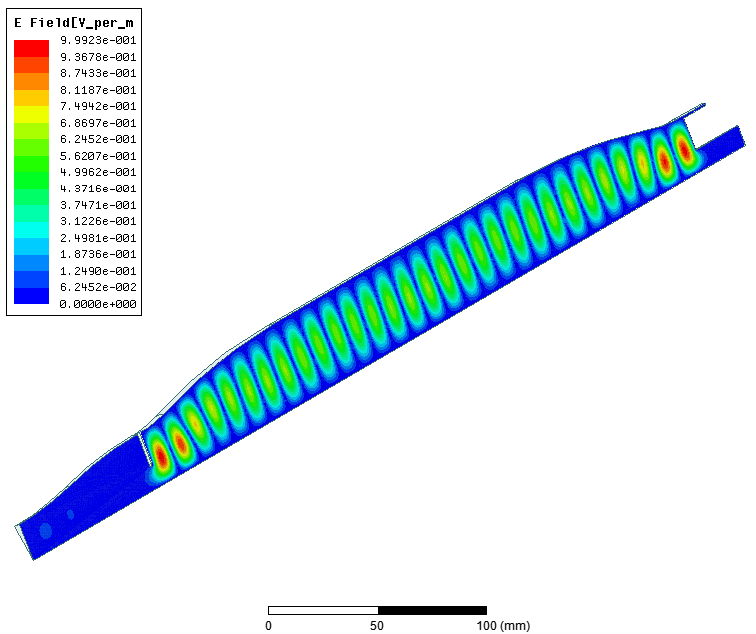 E Field[V_per_m
9.9923e-001
9.3678e-001
8.7433e-001
8.1187e-001
7.4942e-001
6.8697e-001
6.2452e-001
5.6207e-001
4.9962e-001
4.3716e-001
3.7471e-001
3.1226e-001
2.4981e-001
1.8736e-001
1.2490e-001
6.2452e-002
0.0000e+000
0 50 100 (mm)